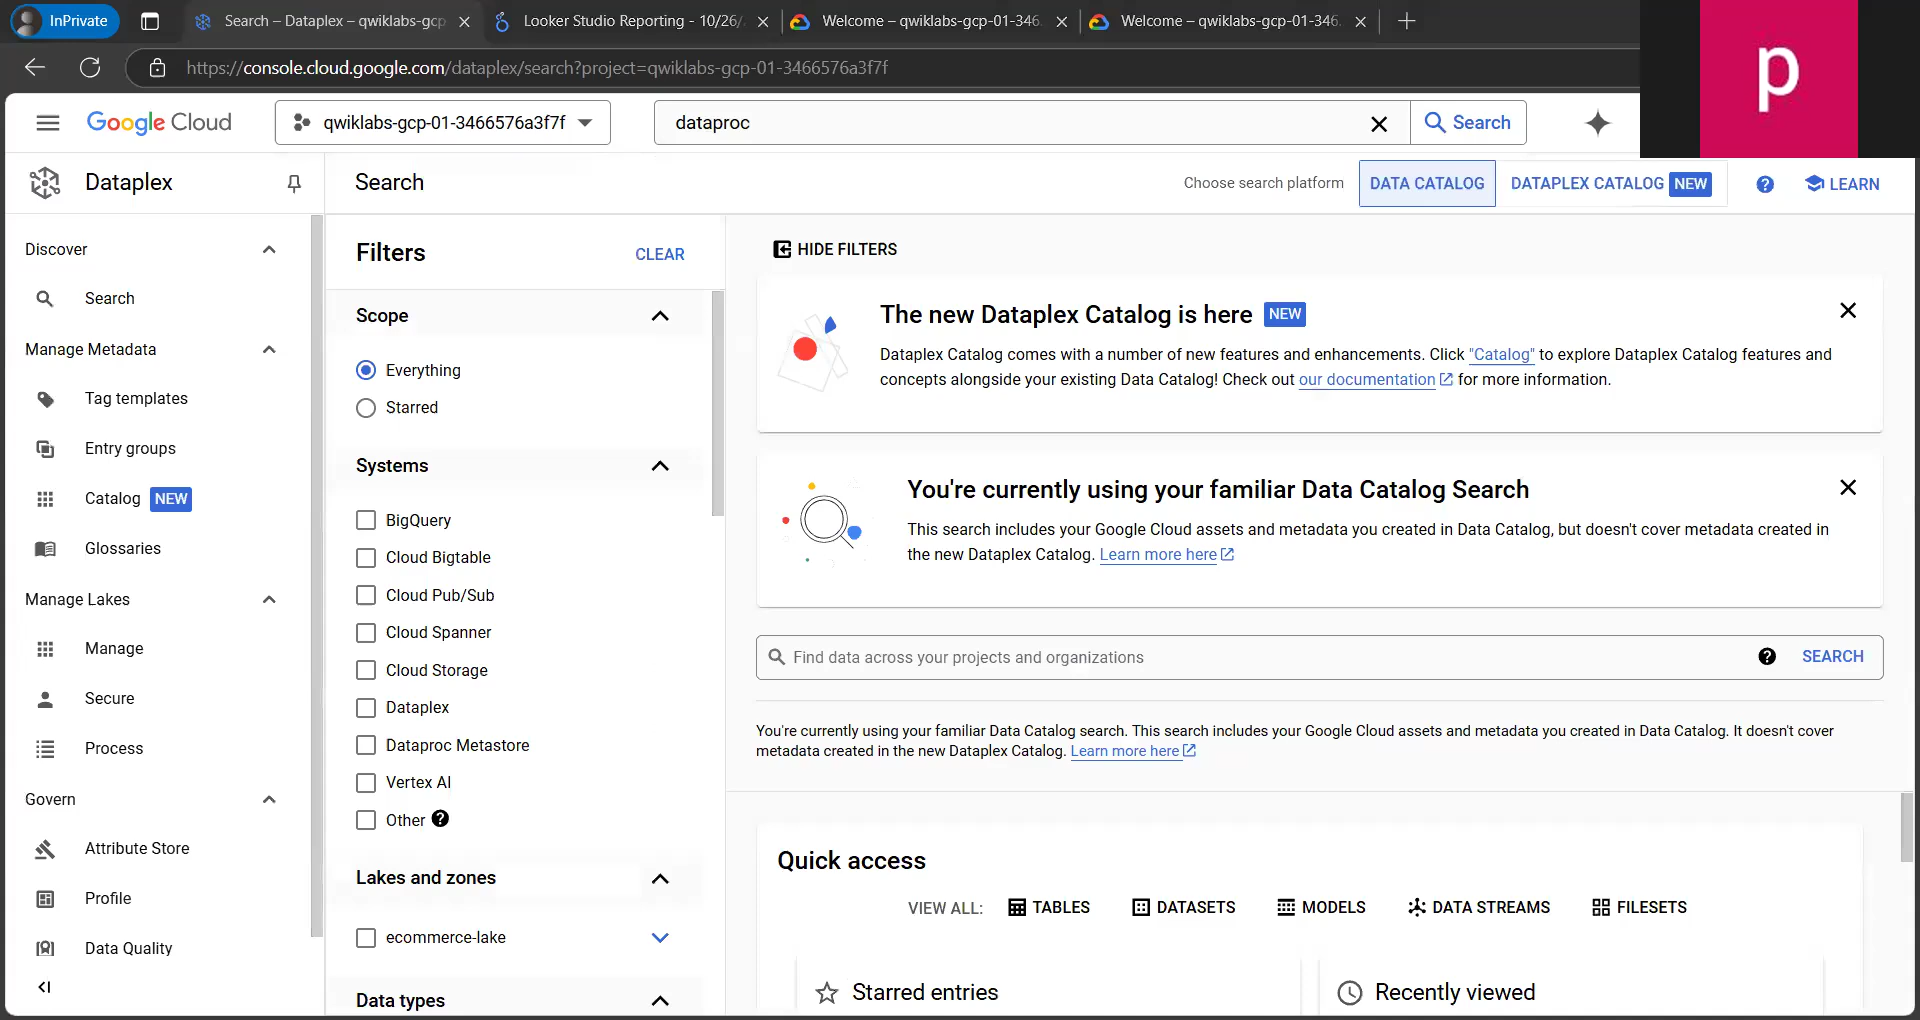 InPrivate
Search – Dataplex – qwiklabs-gcp
Looker Studio Reporting - 10/26/
Welcome – qwiklabs-gcp-01-346
Welcome – qwiklabs-gcp-01-346
https://console.cloud.google.com/dataplex/search?project=qwiklabs-gcp-01-3466576a3f7f
p
Google Cloud
qwiklabs-gcp-01-3466576a3f7f
dataproc
Search
Dataplex
Search
Choose search platform
DATA CATALOG
DATAPLEX CATALOG NEW
LEARN
Discover
Search
Manage Metadata
Tag templates
Entry groups
Catalog NEW
Glossaries
Manage Lakes
Manage
Secure
Process
Govern
Attribute Store
Profile
Data Quality
Filters
CLEAR
Scope
Everything
Starred
Systems
BigQuery
Cloud Bigtable
Cloud Pub/Sub
Cloud Spanner
Cloud Storage
Dataplex
Dataproc Metastore
Vertex AI
Other
Lakes and zones
ecommerce-lake
Data types
HIDE FILTERS
The new Dataplex Catalog is here NEW
Dataplex Catalog comes with a number of new features and enhancements. Click "Catalog" to explore Dataplex Catalog features and
concepts alongside your existing Data Catalog! Check out our documentation for more information.
You're currently using your familiar Data Catalog Search
This search includes your Google Cloud assets and metadata you created in Data Catalog, but doesn't cover metadata created in
the new Dataplex Catalog. Learn more here
Find data across your projects and organizations
SEARCH
You're currently using your familiar Data Catalog search. This search includes your Google Cloud assets and metadata you created in Data Catalog. It doesn't cover
metadata created in the new Dataplex Catalog. Learn more here
Quick access
VIEW ALL: TABLES DATASETS MODELS DATA STREAMS FILESETS
Starred entries
Recently viewed